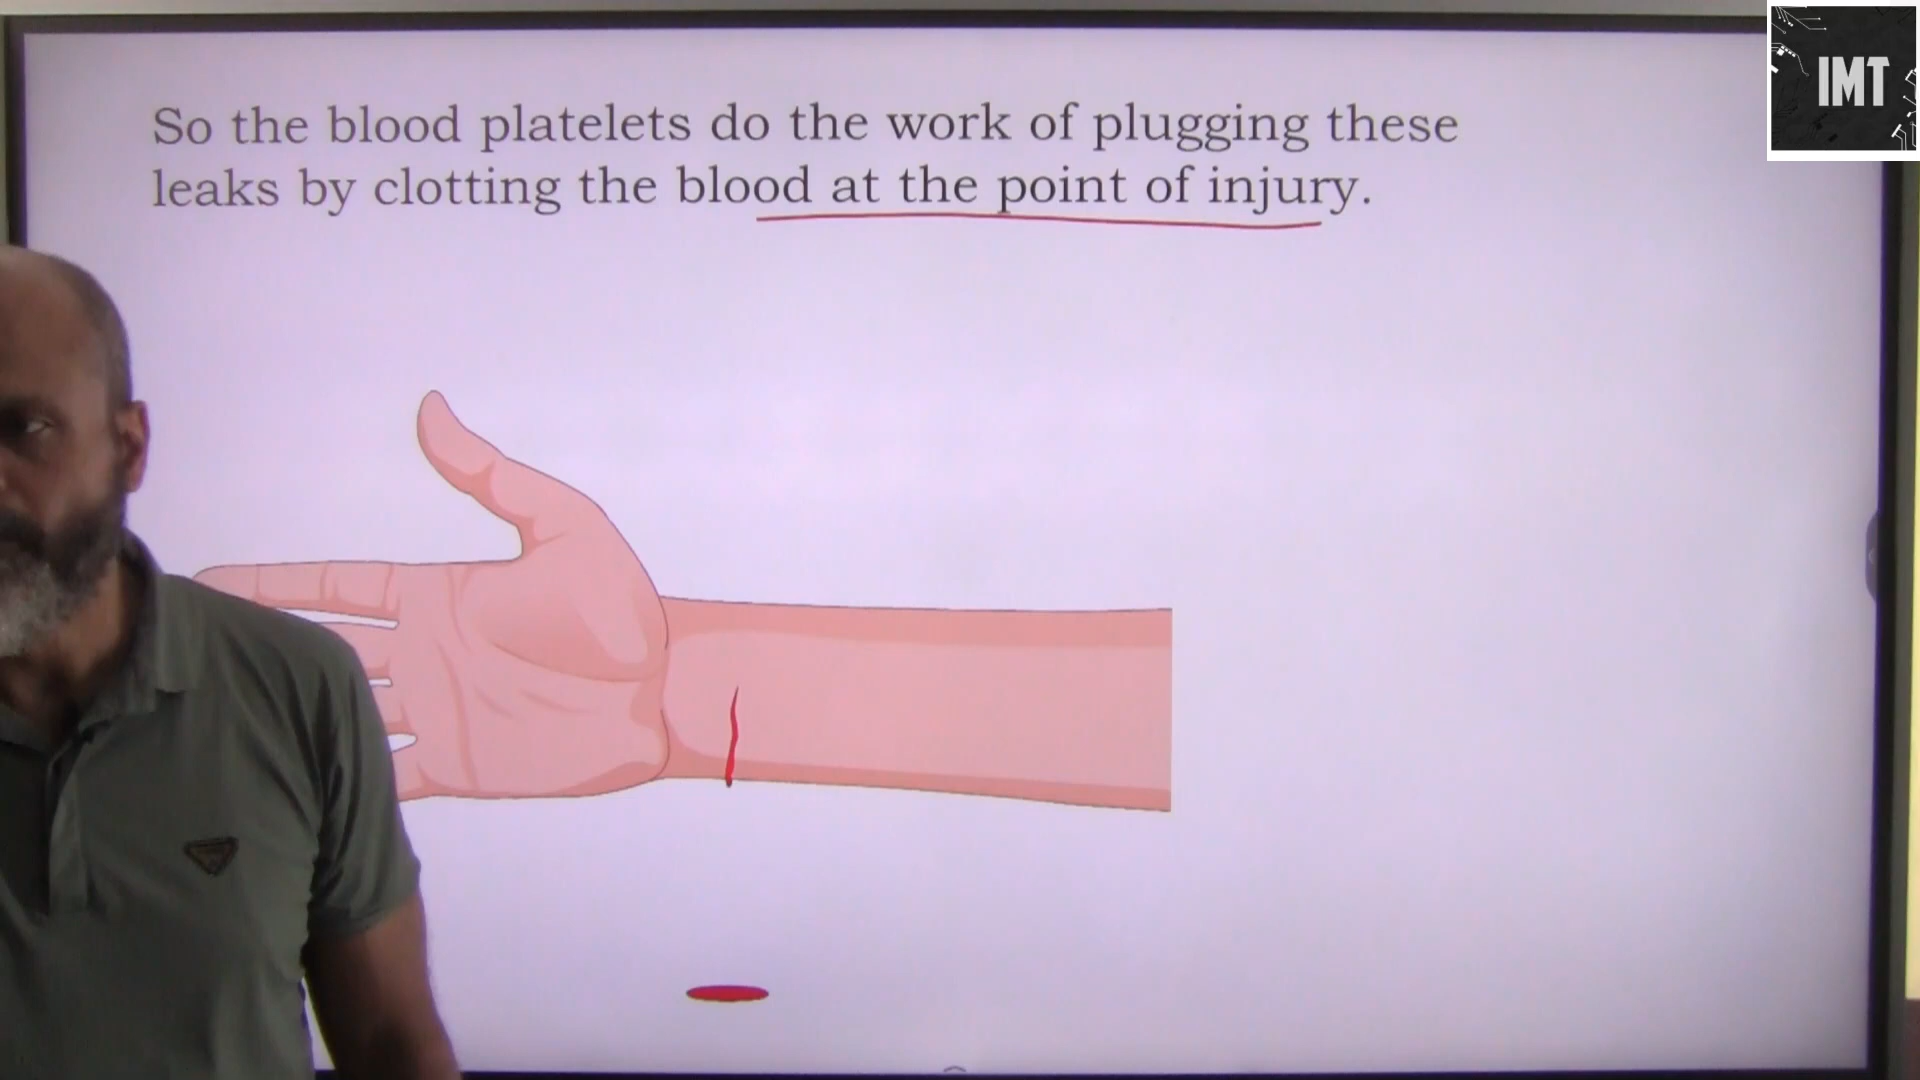 So the blood platelets do the work of plugging these
leaks by clotting the blood at the point of injury.
IMT